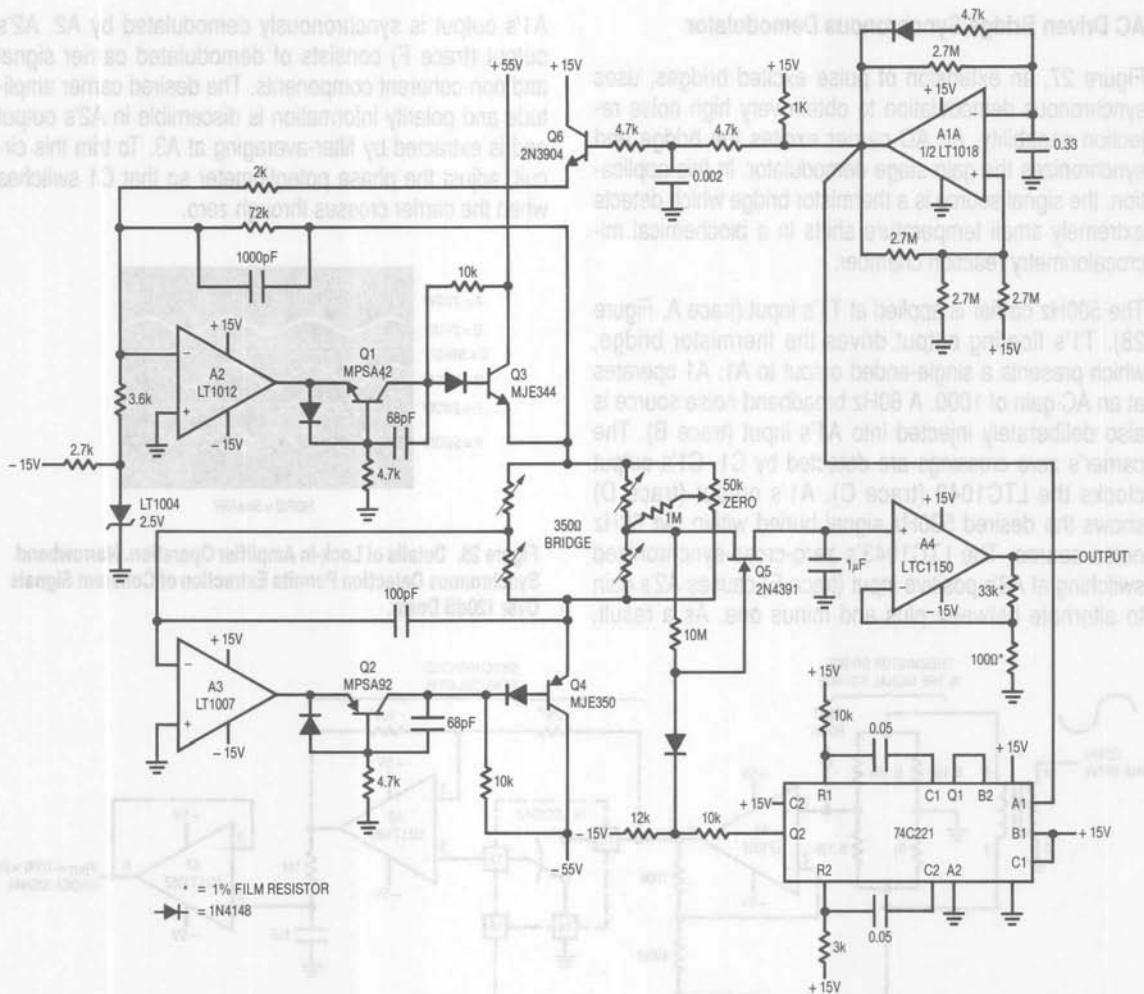 AC Driven Bridge/Synchronous Demodulator
Figure 27, an extension of pulse excited bridges, uses
synchronous demodulation to obtain very high noise re-
jection capability. An AC carrier excites the bridge and
synchronizes the gain stage demodulator. In this applica-
tion, the signal source is a thermistor bridge which detects
extremely small temperature shifts in a biochemical mi-
crocalorimetry reaction chamber.
The 500Hz carrier is applied at T1's input (trace A, Figure
28). T1's floating output drives the thermistor bridge,
which presents a single-ended output to A1. A1 operates
at an AC gain of 1000. A 60Hz broadband noise source is
also deliberately injected into A1's input (trace B). The
carrier's zero crossings are detected by C1. C1's output
clocks the LTC1043 (trace C). A1's output (trace D)
shows the desired 500Hz signal buried within the 60Hz
noise source. The LTC1043's zero-cross-synchronized
switching at A2's positive input (trace E) causes A2's gain
to alternate between plus and minus one. As a result,
A1's output is synchronously demodulated by A2. A2's
output (trace F) consists of demodulated carrier signal
and non-coherent components. The desired carrier ampli-
tude and polarity information is discernible in A2's output
and is extracted by filter-averaging at A3. To trim this cir-
cuit, adjust the phase potentiometer so that C1 switches
when the carrier crosses through zero.
Figure 28. Details of Lock-In Amplifier Operation. Narrowband
Synchronous Detection Permits Extraction of Coherent Signals
Over 120dB Down.
+55V
+15V
Q6
2N3904
4.7k
4.7k
0.002
+15V
1K
4.7k
2.7M
+15V
A1A
1/2 LT1018
0.33
2.7M
2.7M
2.7M
+15V
2k
72k
1000pF
10k
+15V
A2
LT1012
-15V
Q1
MPSA42
68pF
4.7k
Q3
MJE344
3.6k
-15V
2.7k
LT1004
2.5V
350Ω
BRIDGE
1M
50k
ZERO
100pF
Q5
2N4391
10M
1µF
+15V
A4
LTC1150
-15V
OUTPUT
33k
100Ω*
+15V
A3
LT1007
-15V
Q2
MPSA92
68pF
4.7k
10k
Q4
MJE350
-55V
-15V
12k
10k
+15V
10k
0.05
+15V
+15V
C2
R1
C1
Q1
B2
A1
Q2
74C221
B1
+15V
C1
R2
C2
A2
0.05
3k
+15V
* = 1% FILM RESISTOR
= 1N4148